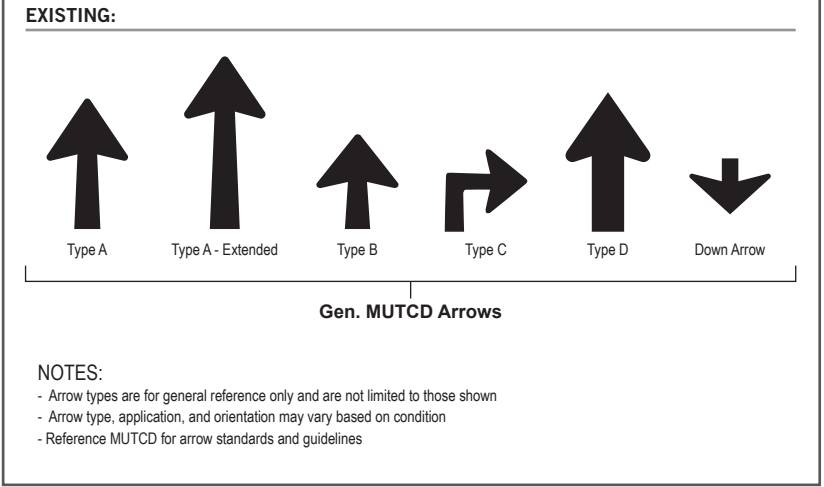 EXISTING:
Type A
Type A - Extended
Type B
Type C
Type D
Down Arrow
Gen. MUTCD Arrows
NOTES:
- Arrow types are for general reference only and are not limited to those shown
- Arrow type, application, and orientation may vary based on condition
- Reference MUTCD for arrow standards and guidelines